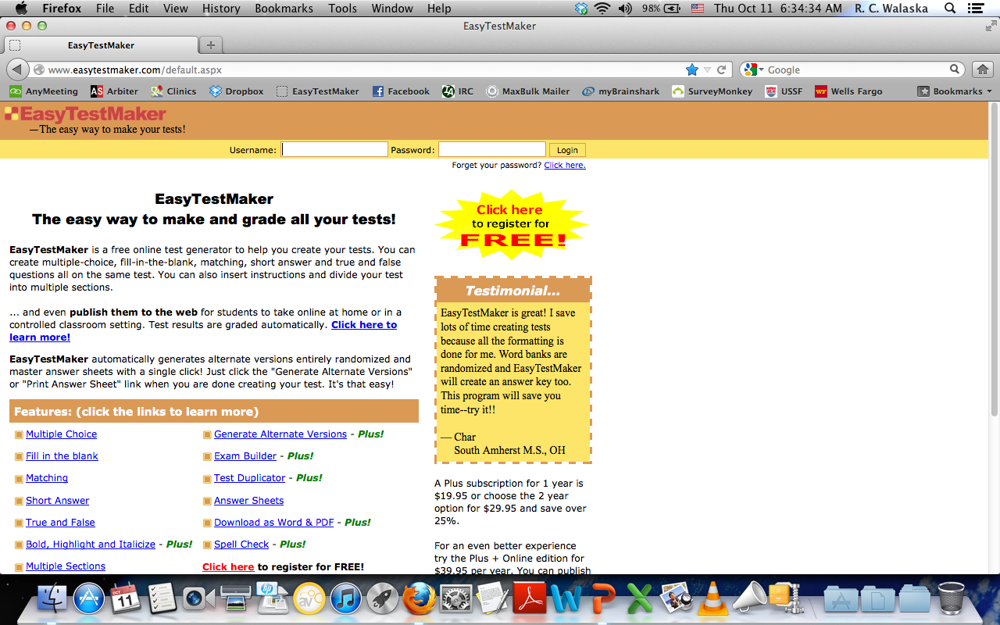 Firefox File Edit View History Bookmarks Tools Window Help 98% Thu Oct 11 6:34:34 AM R. C. Walaska
EasyTestMaker
EasyTestMaker
www.easytestmaker.com/default.aspx Google
AnyMeeting Arbiter Clinics Dropbox EasyTestMaker Facebook IRC MaxBulk Mailer myBrainshark SurveyMonkey USSF Wells Fargo Bookmarks
EasyTestMaker
—The easy way to make your tests!
Username: Password: Login
Forget your password? Click here.
EasyTestMaker
The easy way to make and grade all your tests!
EasyTestMaker is a free online test generator to help you create your tests. You can
create multiple-choice, fill-in-the-blank, matching, short answer and true and false
questions all on the same test. You can also insert instructions and divide your test
into multiple sections.
... and even publish them to the web for students to take online at home or in a
controlled classroom setting. Test results are graded automatically. Click here to
learn more!
EasyTestMaker automatically generates alternate versions entirely randomized and
master answer sheets with a single click! Just click the "Generate Alternate Versions"
or "Print Answer Sheet" link when you are done creating your test. It's that easy!
Features: (click the links to learn more)
Multiple Choice
Fill in the blank
Matching
Short Answer
True and False
Bold, Highlight and Italicize - Plus!
Multiple Sections
Generate Alternate Versions - Plus!
Exam Builder - Plus!
Test Duplicator - Plus!
Answer Sheets
Download as Word & PDF - Plus!
Spell Check - Plus!
Click here to register for FREE!
Click here
to register for
FREE!
Testimonial...
EasyTestMaker is great! I save
lots of time creating tests
because all the formatting is
done for me. Word banks are
randomized and EasyTestMaker
will create an answer key too.
This program will save you
time--try it!!
— Char
South Amherst M.S., OH
A Plus subscription for 1 year is
$19.95 or choose the 2 year
option for $29.95 and save over
25%.
For an even better experience
try the Plus + Online edition for
$39.95 per year. You can publish
OCT
11